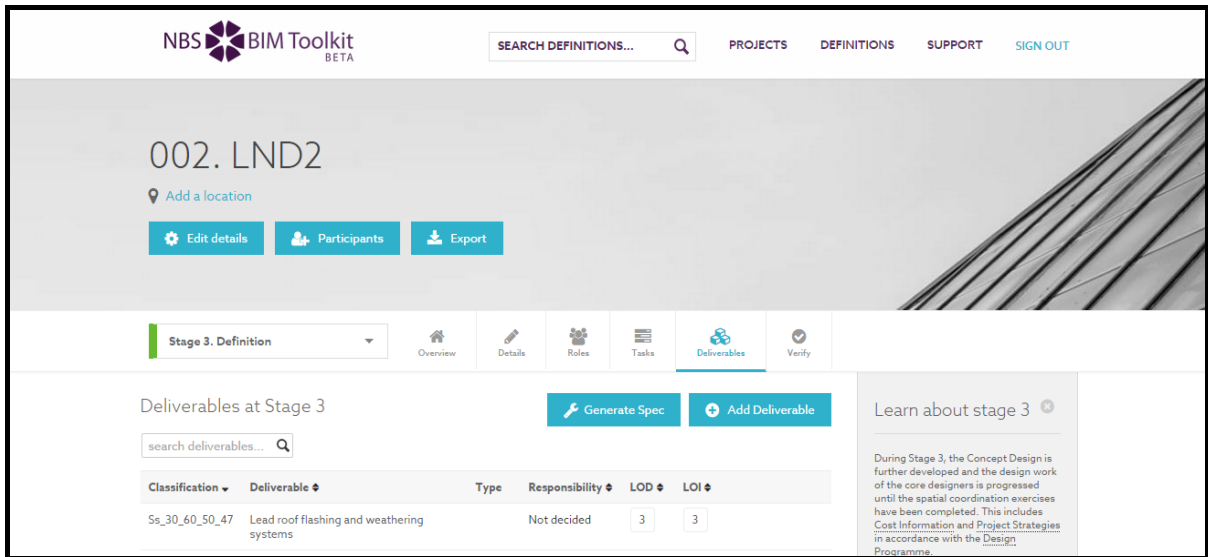 NBS BIM Toolkit
BETA
SEARCH DEFINITIONS...
PROJECTS
DEFINITIONS
SUPPORT
SIGN OUT
002. LND2
Add a location
Edit details
Participants
Export
Stage 3. Definition
Overview
Details
Roles
Tasks
Deliverables
Verify
Deliverables at Stage 3
Generate Spec
Add Deliverable
search deliverables...
Classification Deliverable Type Responsibility LOD LOI
Ss_30_60_50_47 Lead roof flashing and weathering Not decided 3 3
systems
Learn about stage 3
During Stage 3, the Concept Design is
further developed and the design work
of the core designers is progressed
until the spatial coordination exercises
have been completed. This includes
Cost Information and Project Strategies
in accordance with the Design
Programme.